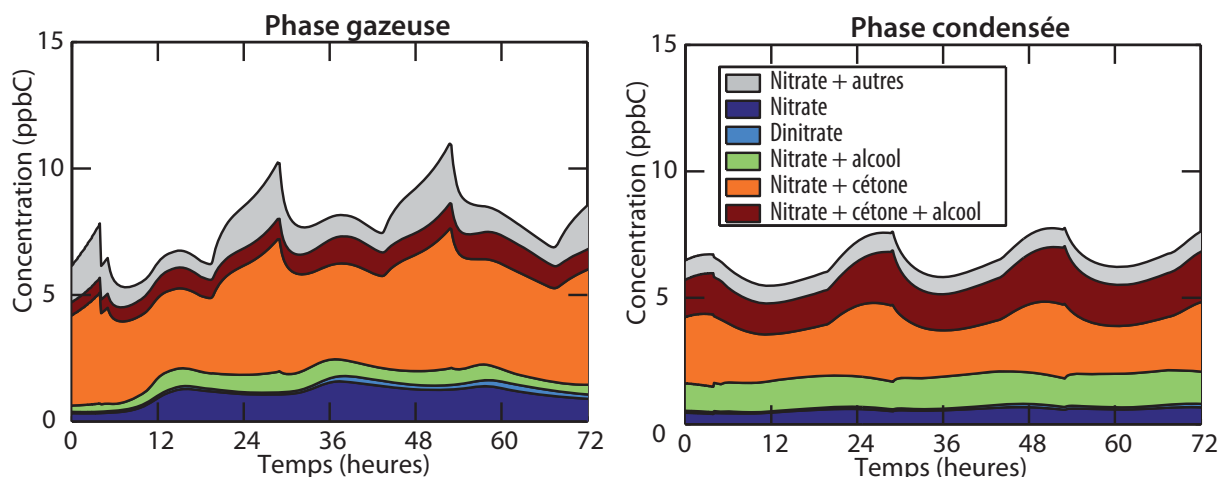 Phase gazeuse
15
10
5
0
Concentration (ppbC)
0 12 24 36 48 60 72
Temps (heures)
Phase condensée
15
10
5
0
Concentration (ppbC)
Nitrate + autres
Nitrate
Dinitrate
Nitrate + alcool
Nitrate + cétone
Nitrate + cétone + alcool
0 12 24 36 48 60 72
Temps (heures)